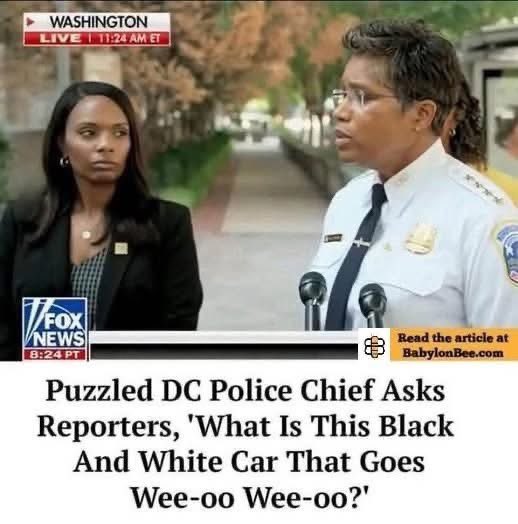 WASHINGTON
LIVE | 11:24 AM ET
FOX
NEWS
8:24 PT
Read the article at
BabylonBee.com
Puzzled DC Police Chief Asks
Reporters, 'What Is This Black
And White Car That Goes
Wee-oo Wee-oo?'